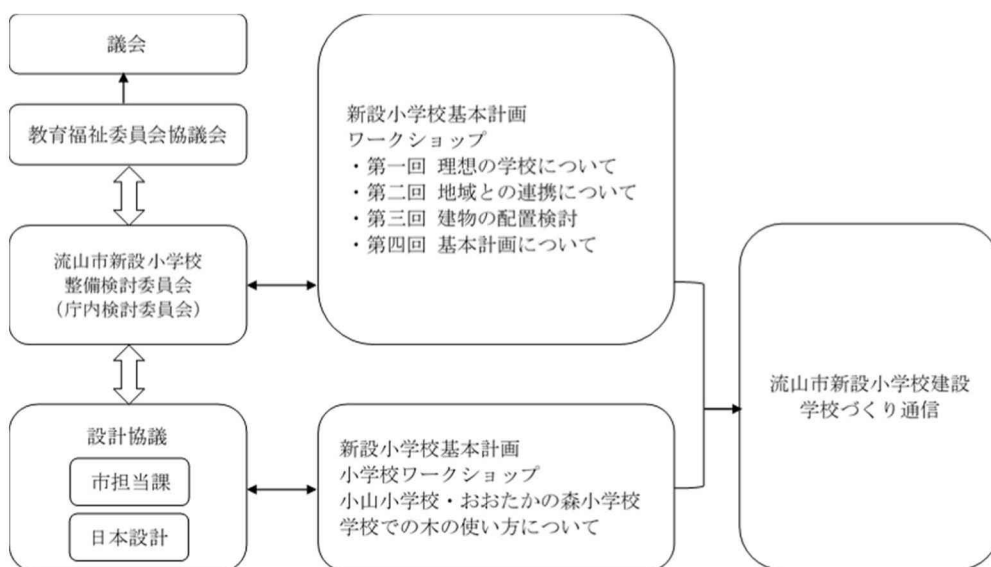 議会
教育福祉委員会協議会
流山市新設小学校
整備検討委員会
（庁内検討委員会）
設計協議
市担当課
日本設計
新設小学校基本計画
ワークショップ
・第一回 理想の学校について
・第二回 地域との連携について
・第三回 建物の配置検討
・第四回 基本計画について
新設小学校基本計画
小学校ワークショップ
小山小学校・おおたかの森小学校
学校での木の使い方について
流山市新設小学校建設
学校づくり通信